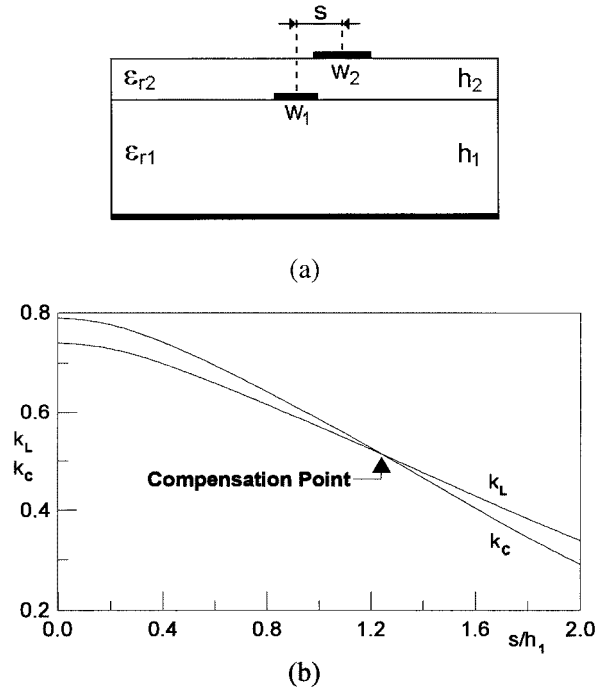 s
εr2
W2
h2
W1
εr1
h1
(a)
0.8
0.6
kL
kC
Compensation Point
0.4
kL
kC
0.2
0.0
0.4
0.8
1.2
1.6
s/h1
2.0
(b)